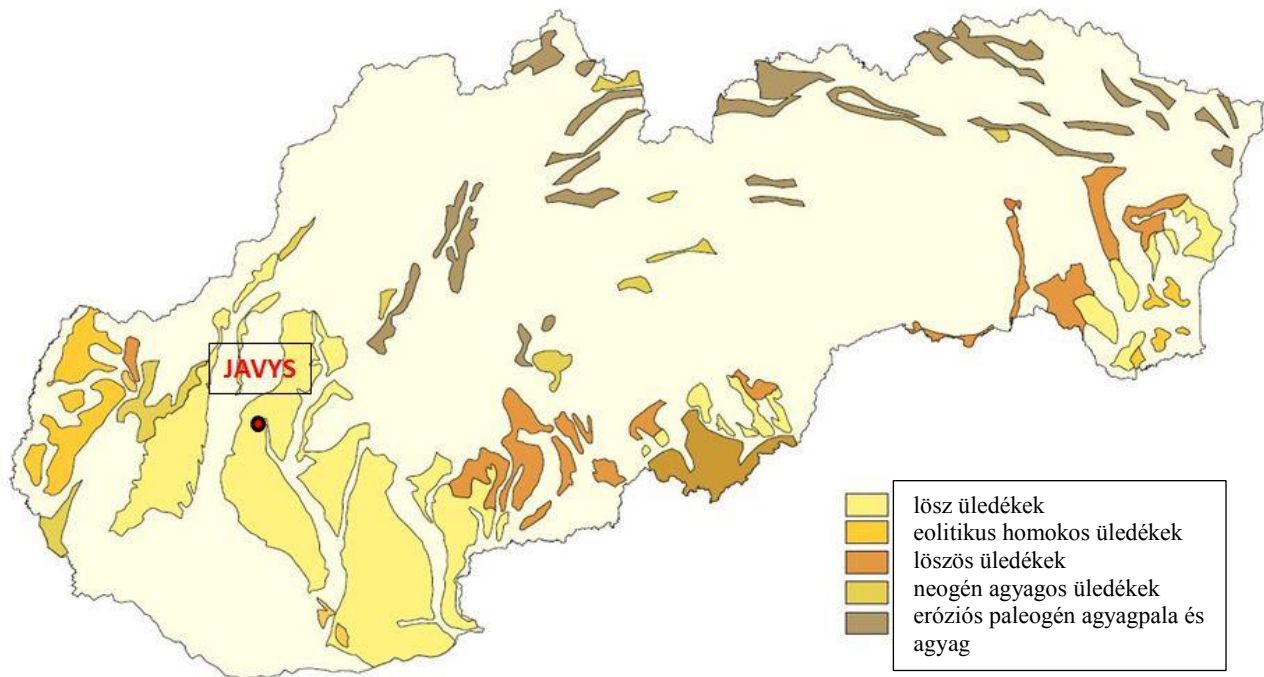 JAVYS
lösz üledékek
eolitikus homokos üledékek
löszös üledékek
neogén agyagos üledékek
eróziós paleogén agyagpala és
agyag